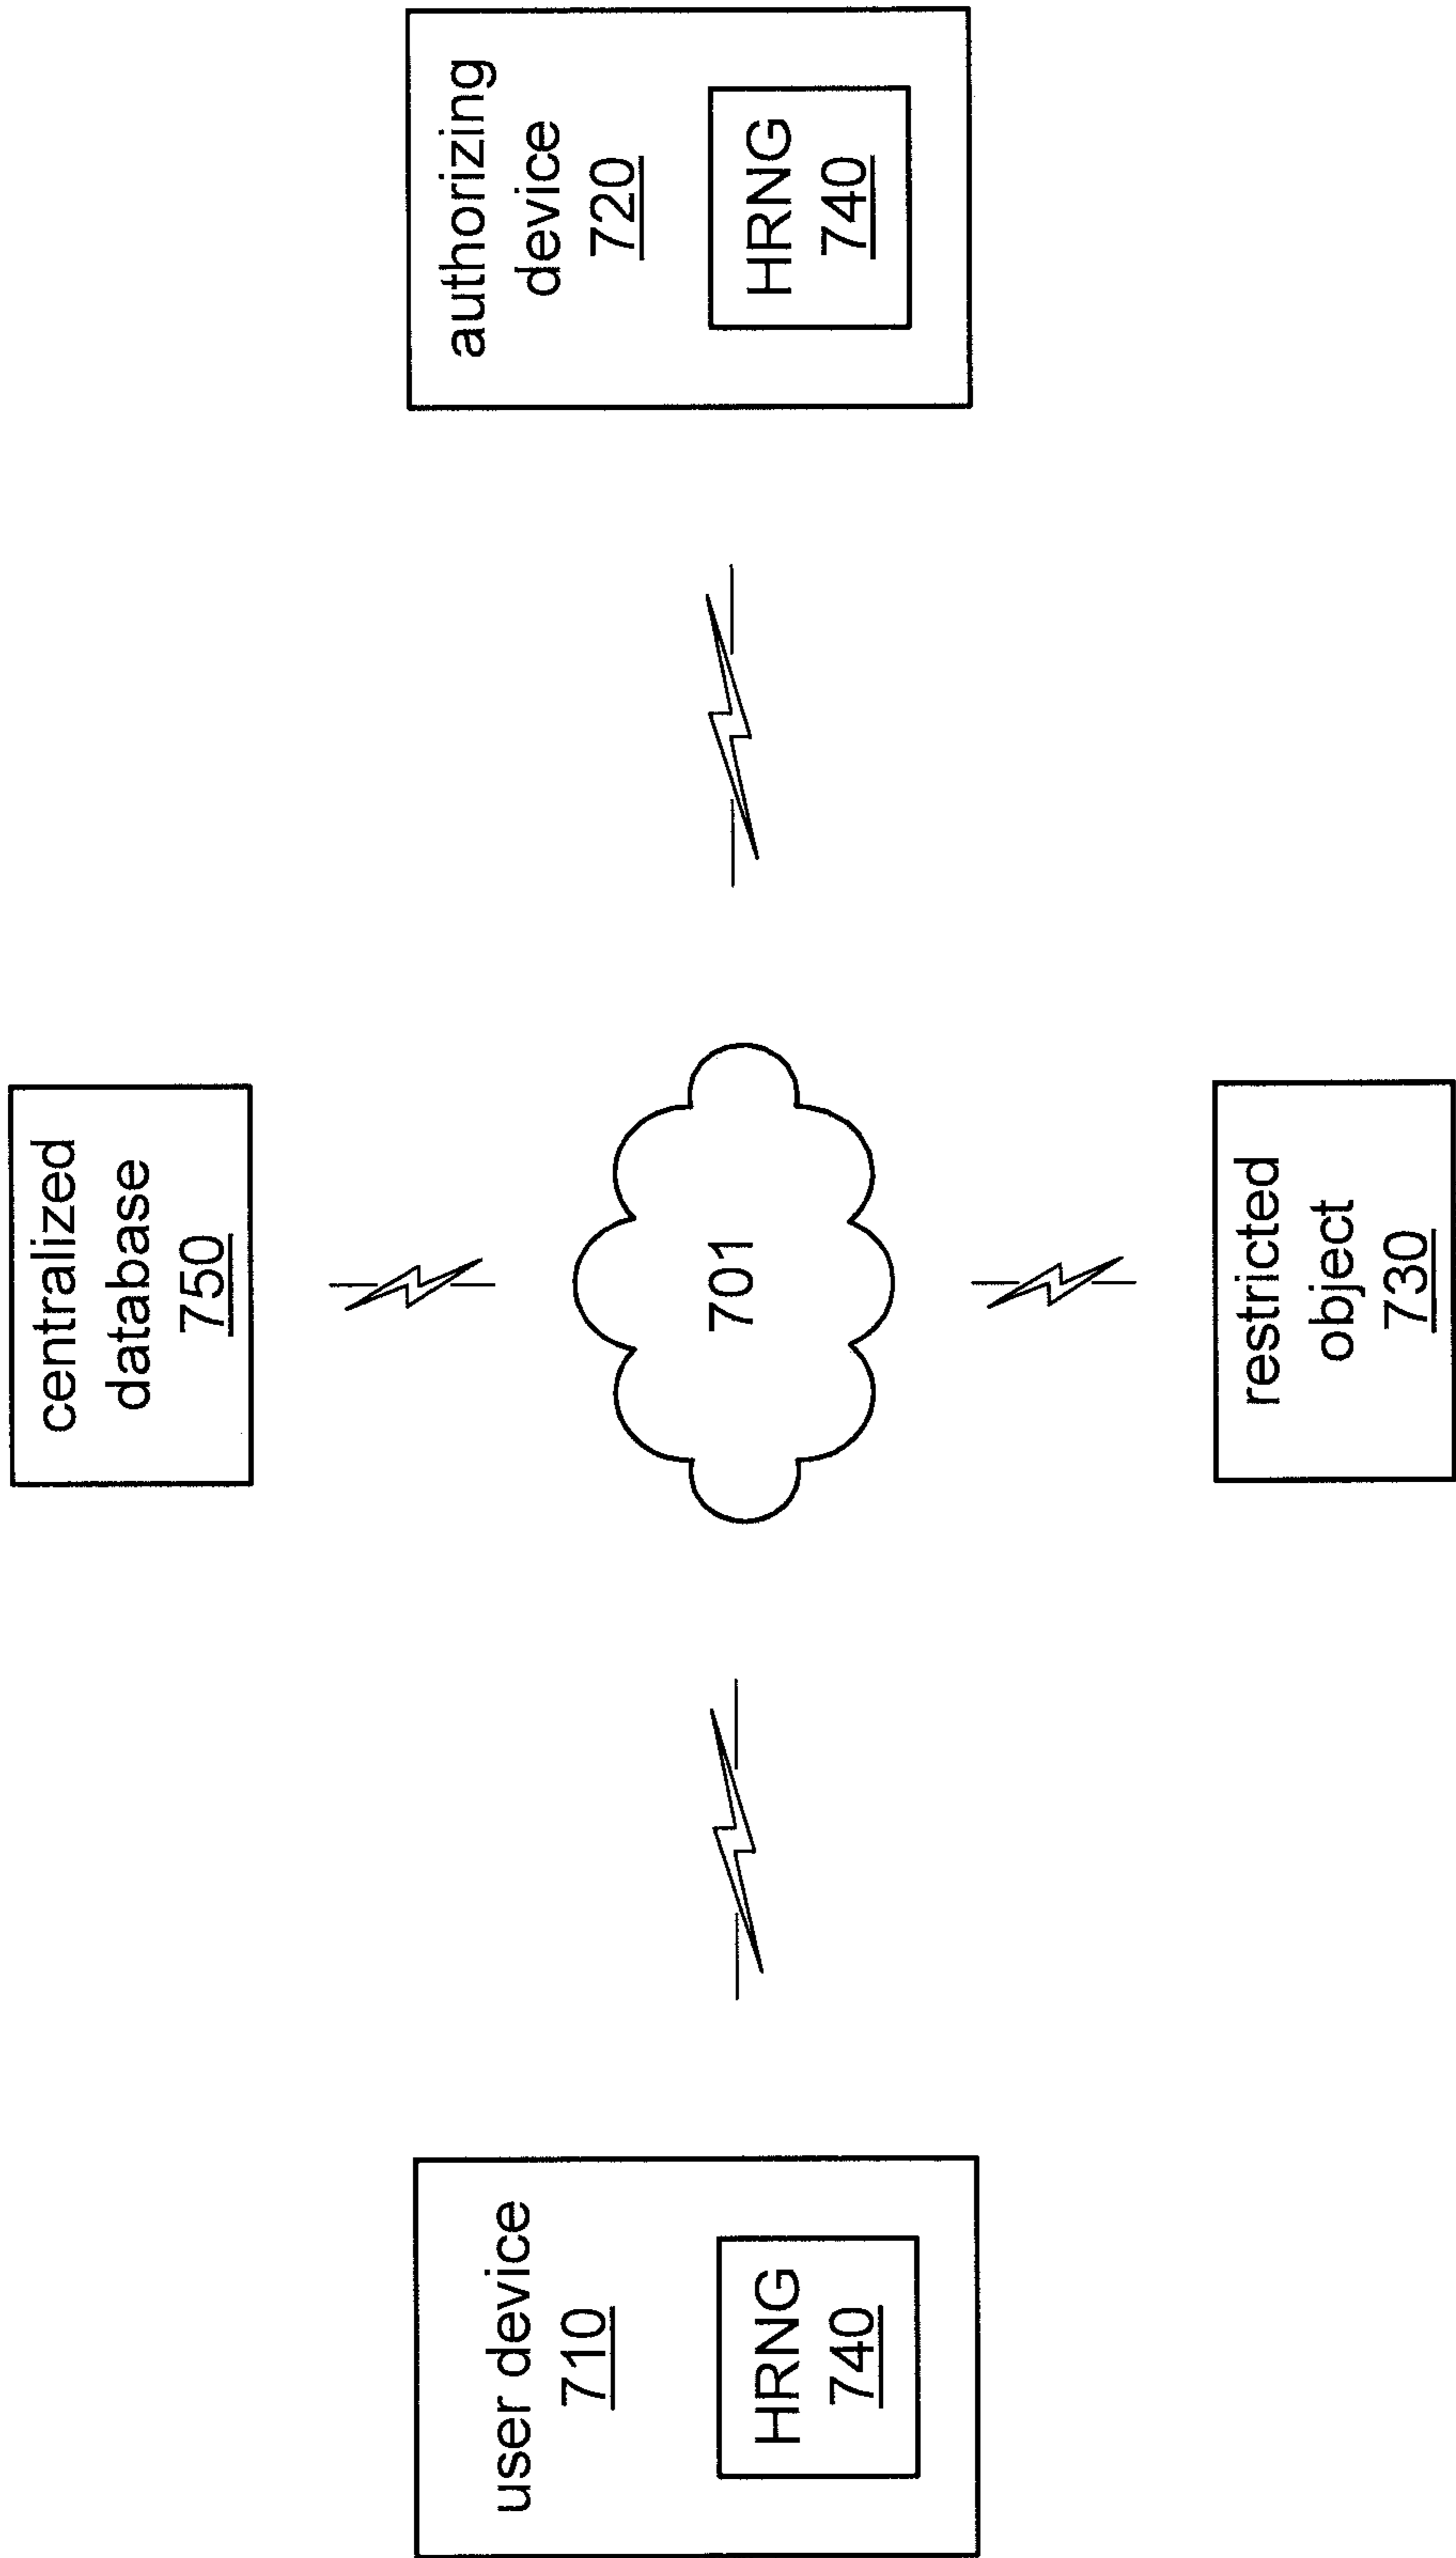 centralized
database
750
user device
710
HRNG
740
701
authorizing
device
720
HRNG
740
restricted
object
730